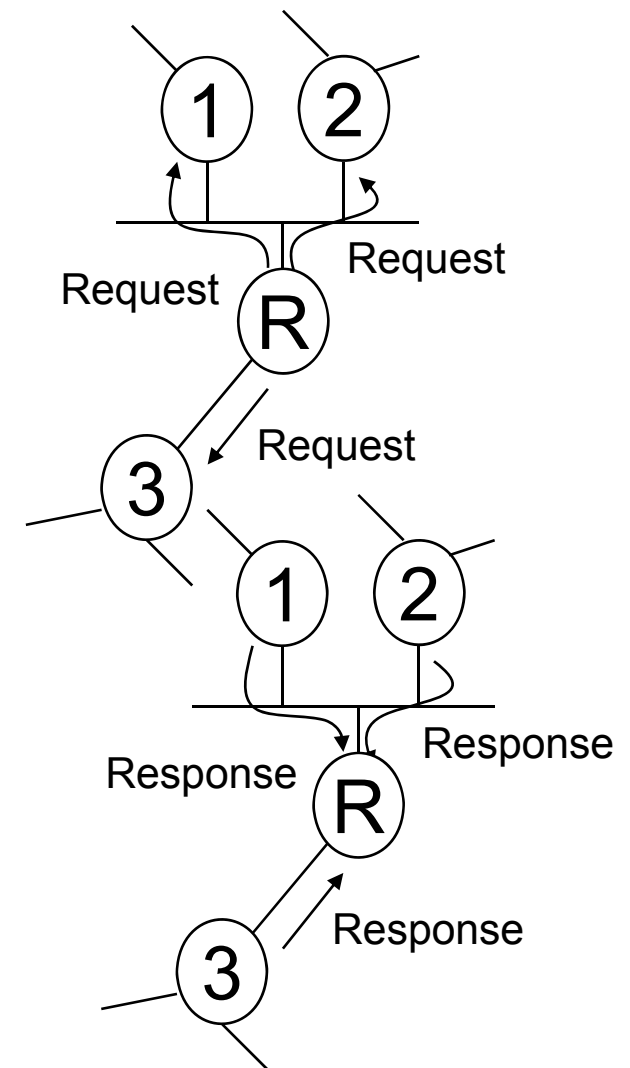 1 2
Request
Request
R
Request
3
1 2
Response
Response
R
Response
3